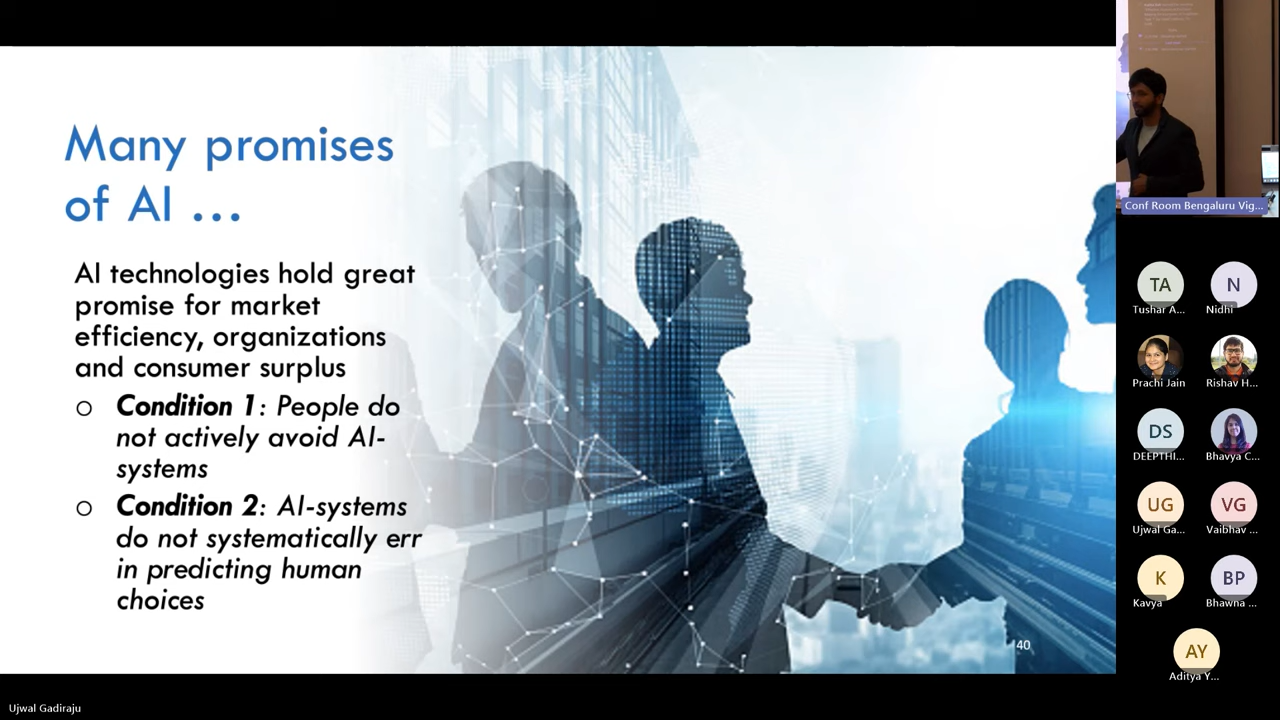 Many promises
of AI ...
AI technologies hold great
promise for market
efficiency, organizations
and consumer surplus
o Condition 1: People do
not actively avoid AI-
systems
o Condition 2: AI-systems
do not systematically err
in predicting human
choices
40
Conf Room Bengaluru Vig...
TA
Tushar A...
N
Nidhi
Prachi Jain
Rishav H...
DS
DEEPTHI...
Bhavya C...
UG
Ujwal Ga...
VG
Vaibhav ...
K
Kavya
BP
Bhawna ...
AY
Aditya Y...
Ujwal Gadiraju